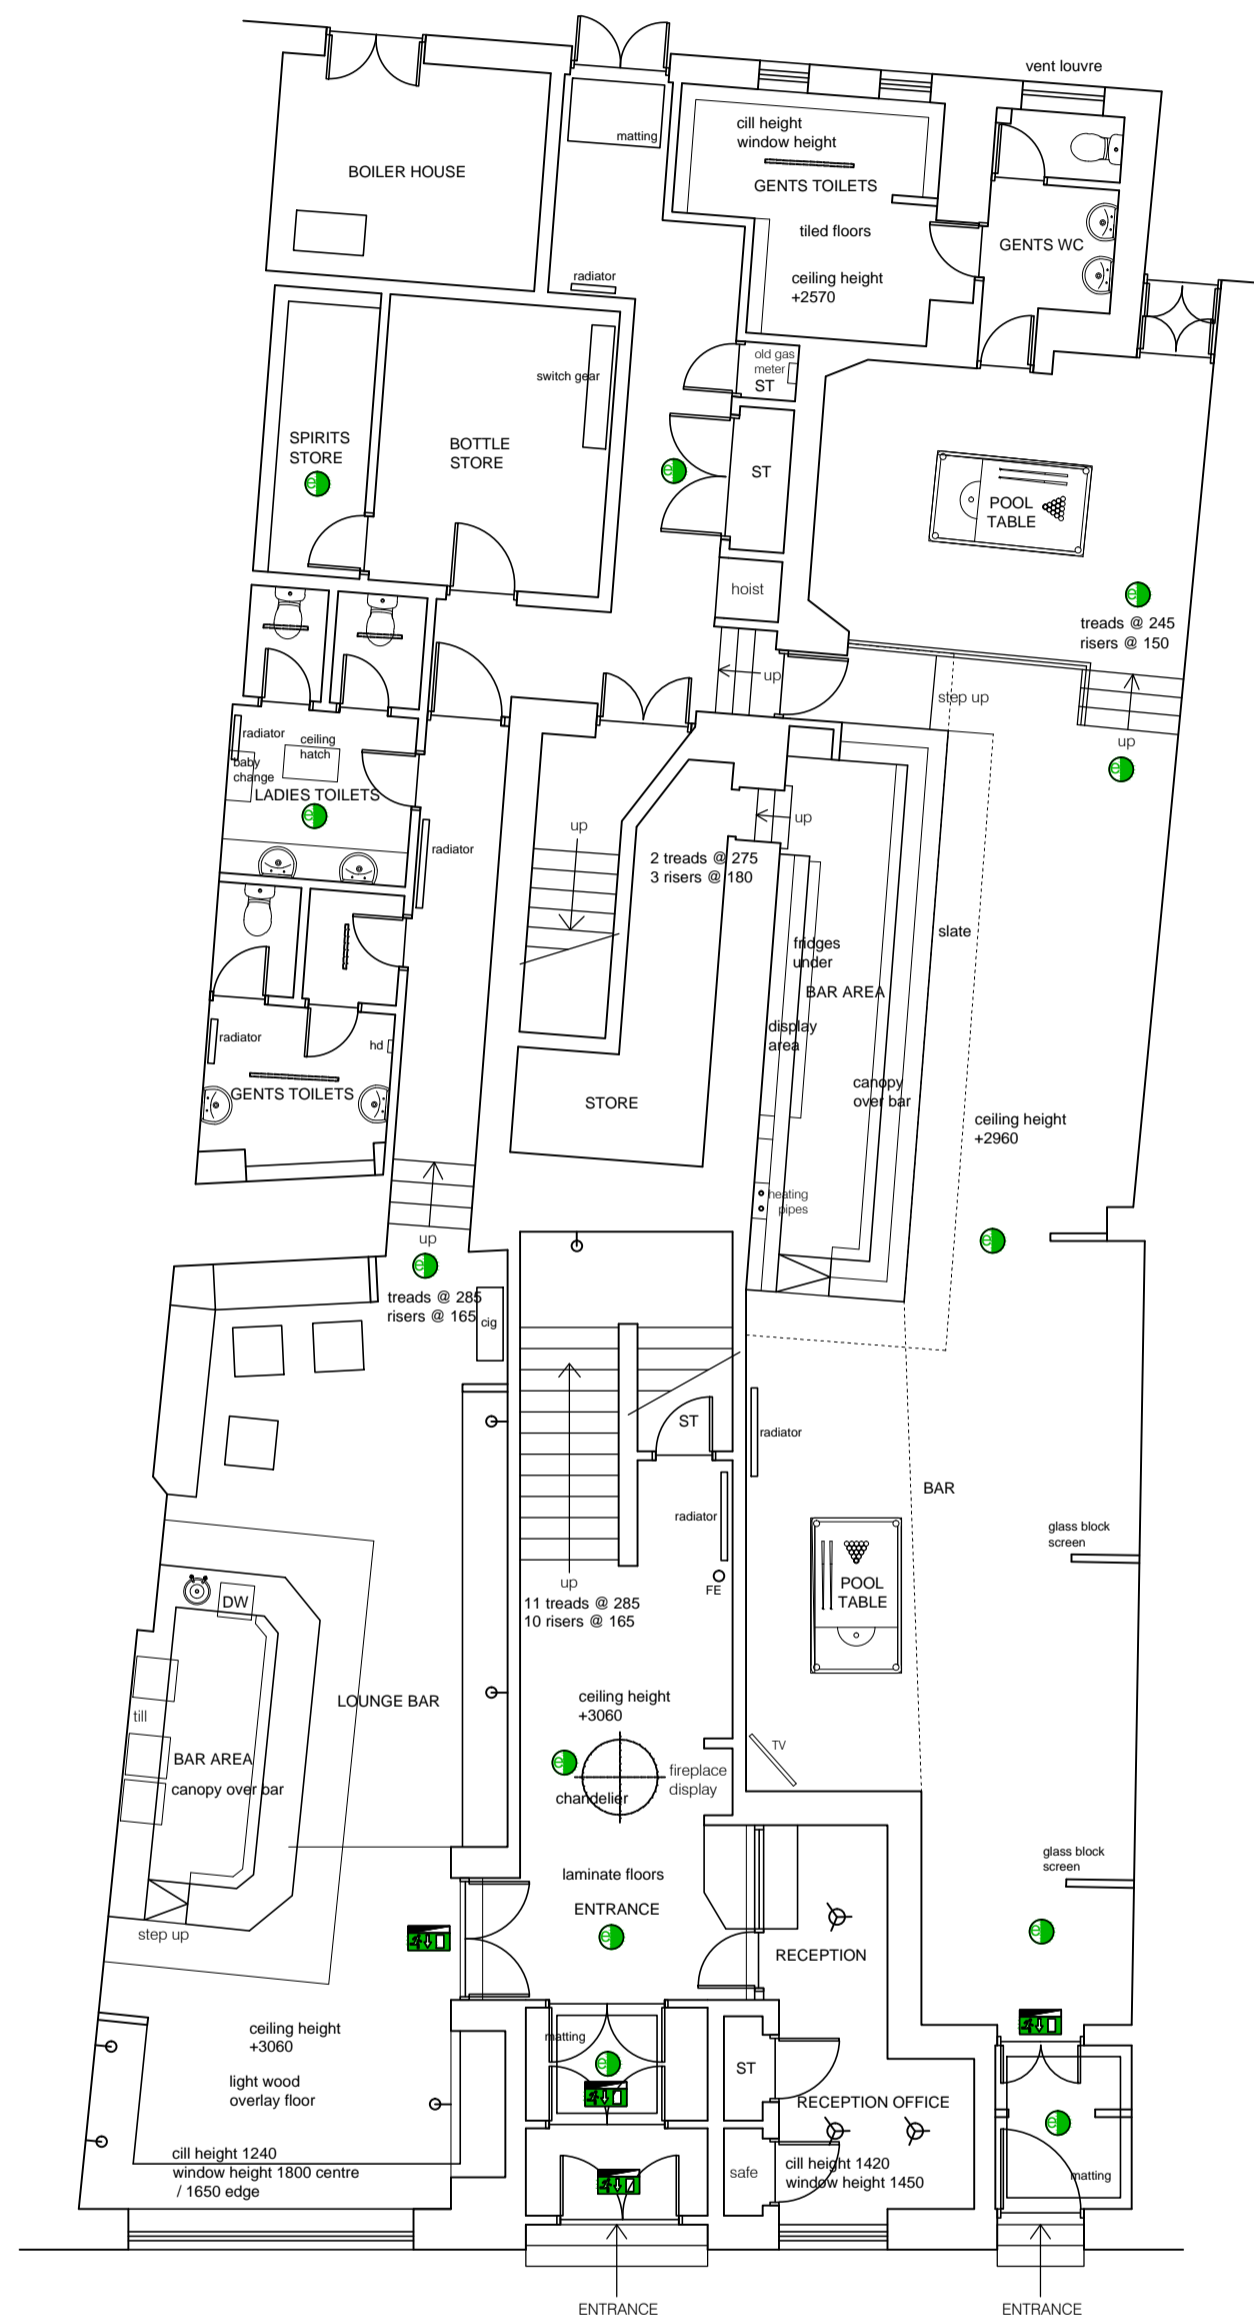 vent louvre
matting
cill height
window height
BOILER HOUSE
GENTS TOILETS
tiled floors
GENTS WC
radiator
ceiling height
+2570
old gas
meter
ST
switch gear
SPIRITS
STORE
e
BOTTLE
STORE
e
ST
POOL
TABLE
hoist
e
treads @ 245
risers @ 150
up
step up
radiator
ceiling
hatch
baby
change
LADIES TOILETS
e
up
e
up
up
radiator
2 treads @ 275
3 risers @ 180
fridges
under
slate
BAR AREA
display
area
radiator
hd
GENTS TOILETS
STORE
canopy
over bar
ceiling height
+2960
heating
pipes
up
e
e
treads @ 285
risers @ 165
cig
ST
radiator
BAR
radiator
glass block
screen
up
FE
11 treads @ 285
10 risers @ 165
POOL
TABLE
DW
LOUNGE BAR
till
ceiling height
+3060
TV
BAR AREA
canopy over bar
e
fireplace
display
chandelier
glass block
screen
laminate floors
ENTRANCE
e
step up
RECEPTION
e
ceiling height
+3060
matting
e
ST
light wood
overlay floor
RECEPTION OFFICE
e
cill height 1240
window height 1800 centre
/ 1650 edge
safe
cill height 1420
window height 1450
matting
ENTRANCE
ENTRANCE